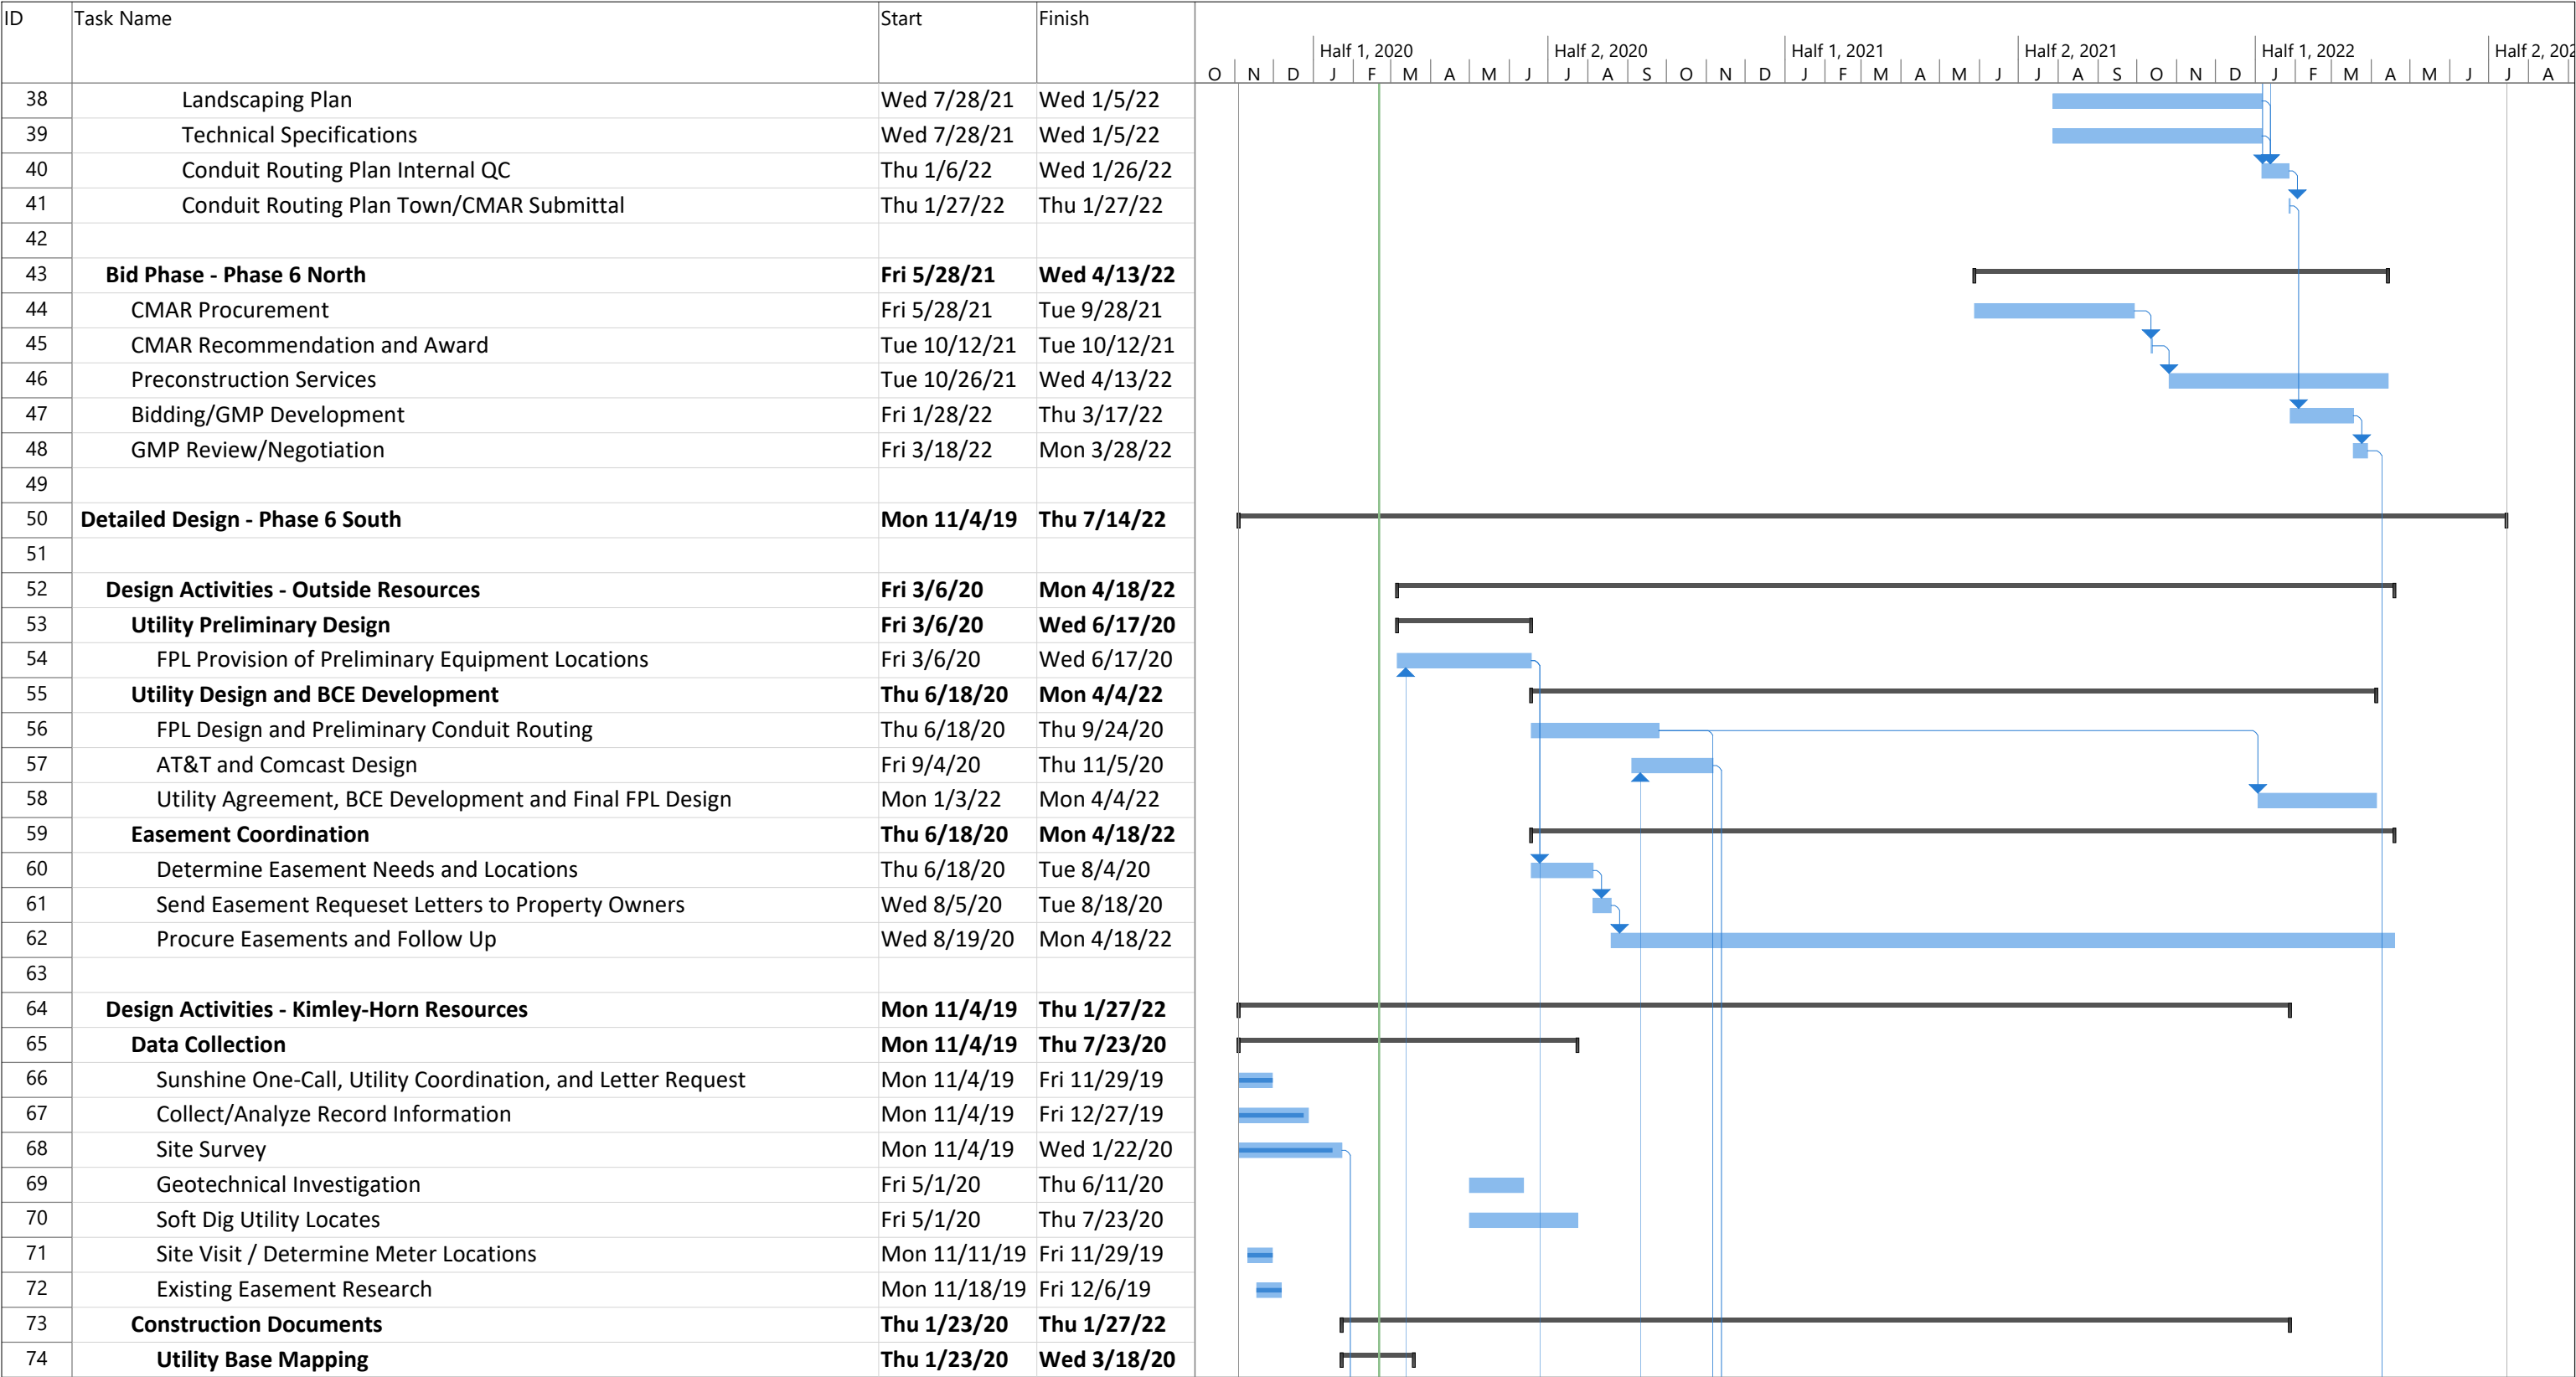 ID Task Name Start Finish
Half 1, 2020 Half 2, 2020 Half 1, 2021 Half 2, 2021 Half 1, 2022 Half 2, 202
O N D J F M A M J J A S O N D J F M A M J J A S O N D J F M A M J J A
38 Landscaping Plan Wed 7/28/21 Wed 1/5/22
39 Technical Specifications Wed 7/28/21 Wed 1/5/22
40 Conduit Routing Plan Internal QC Thu 1/6/22 Wed 1/26/22
41 Conduit Routing Plan Town/CMAR Submittal Thu 1/27/22 Thu 1/27/22
42
43 Bid Phase - Phase 6 North Fri 5/28/21 Wed 4/13/22
44 CMAR Procurement Fri 5/28/21 Tue 9/28/21
45 CMAR Recommendation and Award Tue 10/12/21 Tue 10/12/21
46 Preconstruction Services Tue 10/26/21 Wed 4/13/22
47 Bidding/GMP Development Fri 1/28/22 Thu 3/17/22
48 GMP Review/Negotiation Fri 3/18/22 Mon 3/28/22
49
50 Detailed Design - Phase 6 South Mon 11/4/19 Thu 7/14/22
51
52 Design Activities - Outside Resources Fri 3/6/20 Mon 4/18/22
53 Utility Preliminary Design Fri 3/6/20 Wed 6/17/20
54 FPL Provision of Preliminary Equipment Locations Fri 3/6/20 Wed 6/17/20
55 Utility Design and BCE Development Thu 6/18/20 Mon 4/4/22
56 FPL Design and Preliminary Conduit Routing Thu 6/18/20 Thu 9/24/20
57 AT&T and Comcast Design Fri 9/4/20 Thu 11/5/20
58 Utility Agreement, BCE Development and Final FPL Design Mon 1/3/22 Mon 4/4/22
59 Easement Coordination Thu 6/18/20 Mon 4/18/22
60 Determine Easement Needs and Locations Thu 6/18/20 Tue 8/4/20
61 Send Easement Requeset Letters to Property Owners Wed 8/5/20 Tue 8/18/20
62 Procure Easements and Follow Up Wed 8/19/20 Mon 4/18/22
63
64 Design Activities - Kimley-Horn Resources Mon 11/4/19 Thu 1/27/22
65 Data Collection Mon 11/4/19 Thu 7/23/20
66 Sunshine One-Call, Utility Coordination, and Letter Request Mon 11/4/19 Fri 11/29/19
67 Collect/Analyze Record Information Mon 11/4/19 Fri 12/27/19
68 Site Survey Mon 11/4/19 Wed 1/22/20
69 Geotechnical Investigation Fri 5/1/20 Thu 6/11/20
70 Soft Dig Utility Locates Fri 5/1/20 Thu 7/23/20
71 Site Visit / Determine Meter Locations Mon 11/11/19 Fri 11/29/19
72 Existing Easement Research Mon 11/18/19 Fri 12/6/19
73 Construction Documents Thu 1/23/20 Thu 1/27/22
74 Utility Base Mapping Thu 1/23/20 Wed 3/18/20